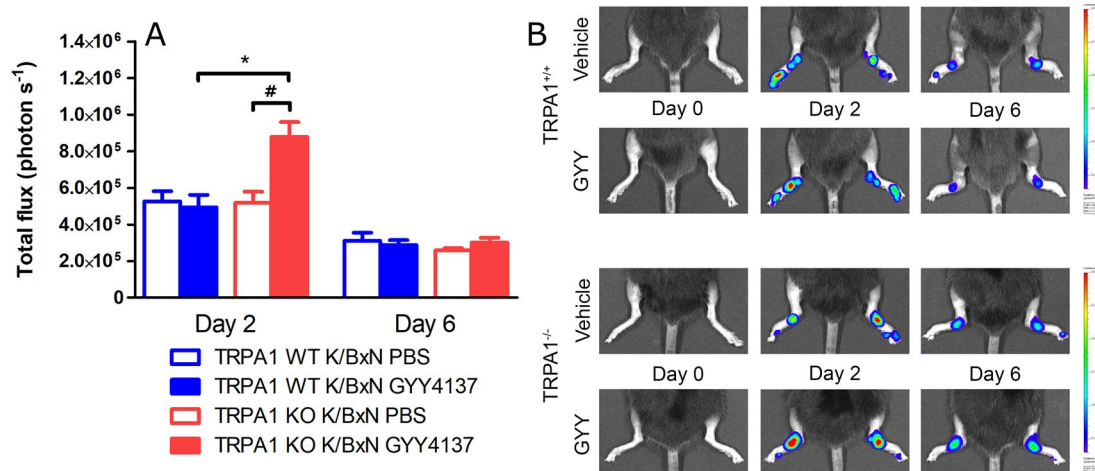 A
Total flux (photon s⁻¹)
1.4×10⁶
1.2×10⁶
1.0×10⁶
8.0×10⁵
6.0×10⁵
4.0×10⁵
2.0×10⁵
0
*
#
Day 2 Day 6
TRPA1 WT K/BxN PBS
TRPA1 WT K/BxN GYY4137
TRPA1 KO K/BxN PBS
TRPA1 KO K/BxN GYY4137
B
TRPA1+/+
Vehicle
Day 0 Day 2 Day 6
GYY
TRPA1-/-
Vehicle
Day 0 Day 2 Day 6
GYY